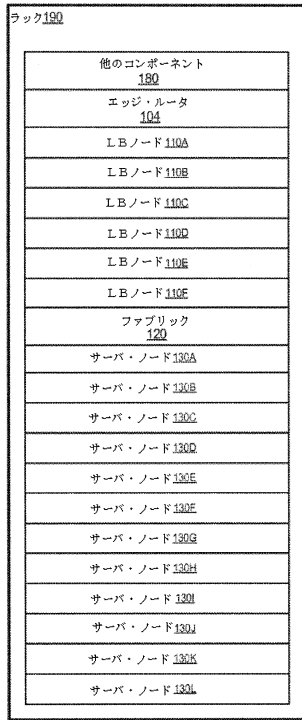 ラック190
他のコンポーネント
180
エッジ・ルータ
104
LBノード110A
LBノード110B
LBノード110C
LBノード110D
LBノード110E
LBノード110F
ファブリック
120
サーバ・ノード130A
サーバ・ノード130B
サーバ・ノード130C
サーバ・ノード130D
サーバ・ノード130E
サーバ・ノード130F
サーバ・ノード130G
サーバ・ノード130H
サーバ・ノード130I
サーバ・ノード130J
サーバ・ノード130K
サーバ・ノード130L